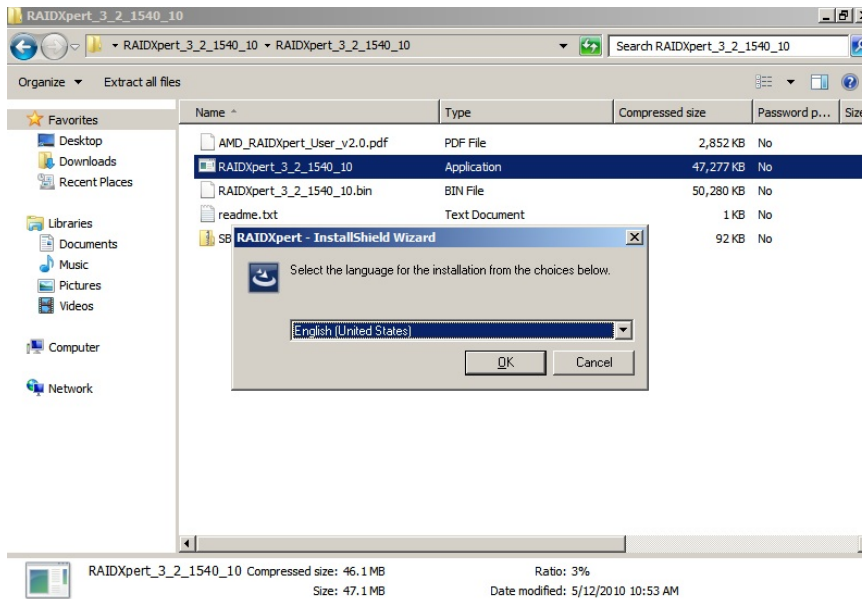 RAIDXpert_3_2_1540_10
RAIDXpert_3_2_1540_10 RAIDXpert_3_2_1540_10
Search RAIDXpert_3_2_1540_10
Organize Extract all files
Name Type Compressed size Password p... Size
Favorites
Desktop
Downloads
Recent Places
Libraries
Documents
Music
Pictures
Videos
Computer
Network
AMD_RAIDXpert_User_v2.0.pdf PDF File 2,852 KB No
RAIDXpert_3_2_1540_10 Application 47,277 KB No
RAIDXpert_3_2_1540_10.bin BIN File 50,280 KB No
readme.txt Text Document 1 KB No
SB 92 KB No
RAIDXpert - InstallShield Wizard
Select the language for the installation from the choices below.
English (United States)
OK Cancel
RAIDXpert_3_2_1540_10 Compressed size: 46.1 MB Ratio: 3%
Size: 47.1 MB Date modified: 5/12/2010 10:53 AM